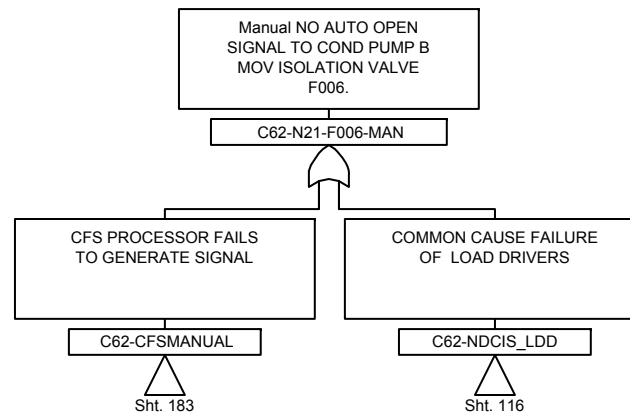 Manual NO AUTO OPEN
SIGNAL TO COND PUMP B
MOV ISOLATION VALVE
F006.
C62-N21-F006-MAN
CFS PROCESSOR FAILS
TO GENERATE SIGNAL
C62-CFSMANUAL
Sht. 183
COMMON CAUSE FAILURE
OF LOAD DRIVERS
C62-NDCIS_LDD
Sht. 116